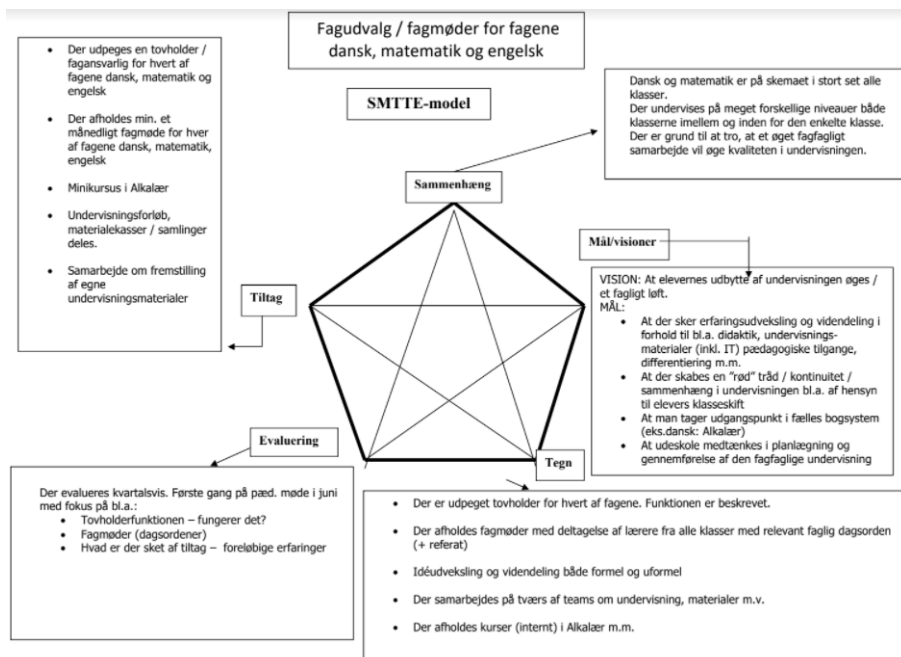 Fagudvalg / fagmøder for fagene
dansk, matematik og engelsk
SMTTE-model
• Der udpeges en tovholder /
fagansvarlig for hvert af
fagene dansk, matematik og
engelsk
• Der afholdes min. et
månedligt fagmøde for hver
af fagene dansk, matematik,
engelsk
• Minikursus i Alkalær
• Undervisningsforløb,
materialekasser / samlinger
deles.
• Samarbejde om fremstilling
af egne
undervisningsmaterialer
Dansk og matematik er på skemaet i stort set alle
klasser.
Der undervises på meget forskellige niveauer både
klasserne imellem og inden for den enkelte klasse.
Der er grund til at tro, at et øget fagfagligt
samarbejde vil øge kvaliteten i undervisningen.
Sammenhæng
Mål/visioner
VISION: At elevernes udbytte af undervisningen øges /
et fagligt løft.
MÅL:
• At der sker erfaringsudveksling og videndeling i
forhold til bl.a. didaktik, undervisnings-
materialer (inkl. IT) pædagogiske tilgange,
differentiering m.m.
• At der skabes en ”rød” tråd / kontinuitet /
sammenhæng i undervisningen bl.a. af hensyn
til elevers klasseskift
• At man tager udgangspunkt i fælles bogsystem
(eks.dansk: Alkalær)
• At udeskole medtænkes i planlægning og
gennemførelse af den fagfaglige undervisning
Tiltag
Evaluering
Tegn
Der evalueres kvartalsvis. Første gang på pæd. møde i juni
med fokus på bl.a.:
• Tovholderfunktionen – fungerer det?
• Fagmøder (dagsordener)
• Hvad er der sket af tiltag – foreløbige erfaringer
• Der er udpeget tovholder for hvert af fagene. Funktionen er beskrevet.
• Der afholdes fagmøder med deltagelse af lærere fra alle klasser med relevant faglig dagsorden
(+ referat)
• Idéudveksling og videndeling både formel og uformel
• Der samarbejdes på tværs af teams om undervisning, materialer m.v.
• Der afholdes kurser (internt) i Alkalær m.m.